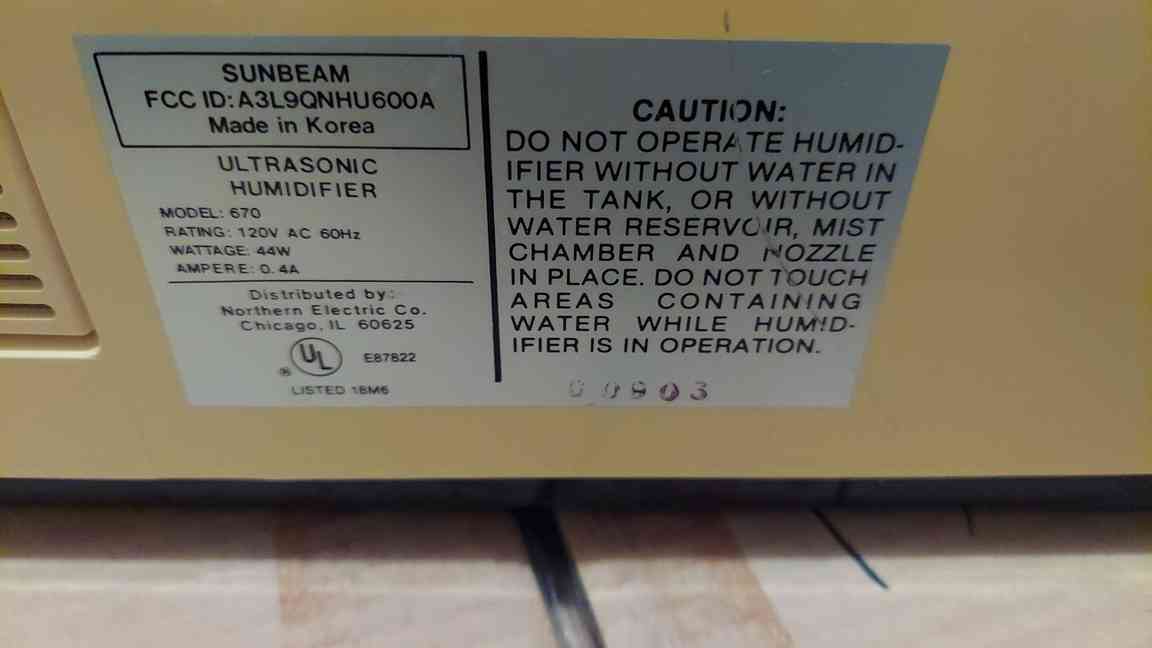 SUNBEAM
FCC ID: A3L9QNHU600A
Made in Korea
ULTRASONIC
HUMIDIFIER
MODEL: 670
RATING: 120V AC 60Hz
WATTAGE: 44W
AMPERE: 0.4A
Distributed by:
Northern Electric Co.
Chicago, IL 60625
UL
® E87822
LISTED 18M6
CAUTION:
DO NOT OPERATE HUMID-
IFIER WITHOUT WATER IN
THE TANK, OR WITHOUT
WATER RESERVOIR, MIST
CHAMBER AND NOZZLE
IN PLACE. DO NOT TOUCH
AREAS CONTAINING
WATER WHILE HUMID-
IFIER IS IN OPERATION.